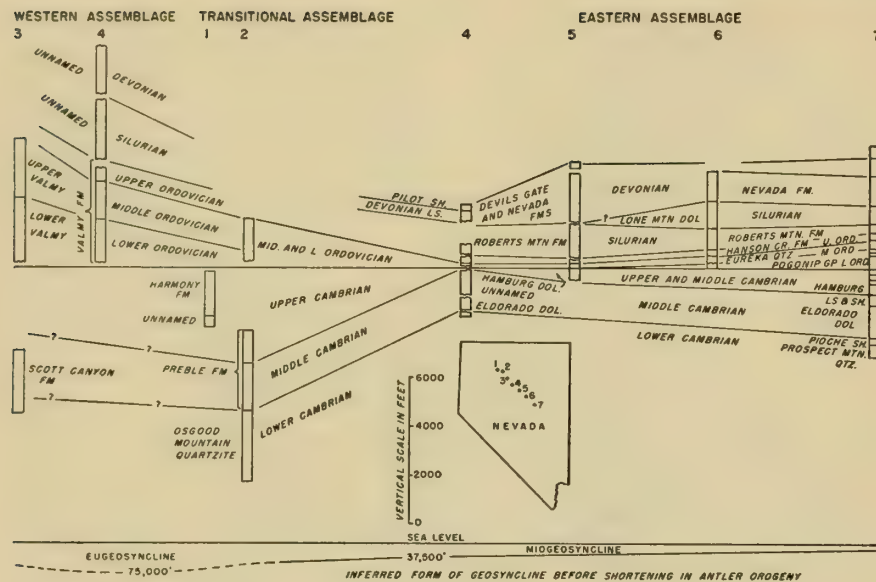 WESTERN ASSEMBLAGE TRANSITIONAL ASSEMBLAGE EASTERN ASSEMBLAGE
3 4 1 2 4 5 6 7
UNNAMED
DEVONIAN
UNNAMED
SILURIAN
UPPER VALMY
LOWER VALMY
VALMY FM
UPPER ORDOVICIAN
MIDDLE ORDOVICIAN
LOWER ORDOVICIAN
MID. AND L ORDOVICIAN
PILOT SH.
DEVONIAN LS.
DEVILS GATE
AND NEVADA
FMS
DEVONIAN
NEVADA FM.
? LONE MTN DOL
SILURIAN
ROBERTS MTN FM
SILURIAN
ROBERTS MTN. FM
HANSON CR. FM U. ORD.
EUREKA QTZ M ORD.
POGONIP GP L ORD.
HARMONY
FM
UNNAMED
UPPER CAMBRIAN
HAMBURG DOL.
UNNAMED
ELDORADO DOL.
UPPER AND MIDDLE CAMBRIAN
HAMBURG
LS & SH.
ELDORADO
DOL
MIDDLE CAMBRIAN
LOWER CAMBRIAN
PIOCHE SH.
PROSPECT MTN.
QTZ.
? ?
SCOTT CANYON
FM
? ?
PREBLE FM
MIDDLE CAMBRIAN
LOWER CAMBRIAN
OSGOOD
MOUNTAIN
QUARTZITE
VERTICAL SCALE IN FEET
6000
4000
2000
0
1 2
3 4
5
6
7
NEVADA
SEA LEVEL
EUGEOSYNCLINE
75,000'
37,500'
MIOGEOSYNCLINE
INFERRED FORM OF GEOSYNCLINE BEFORE SHORTENING IN ANTLER OROGENY